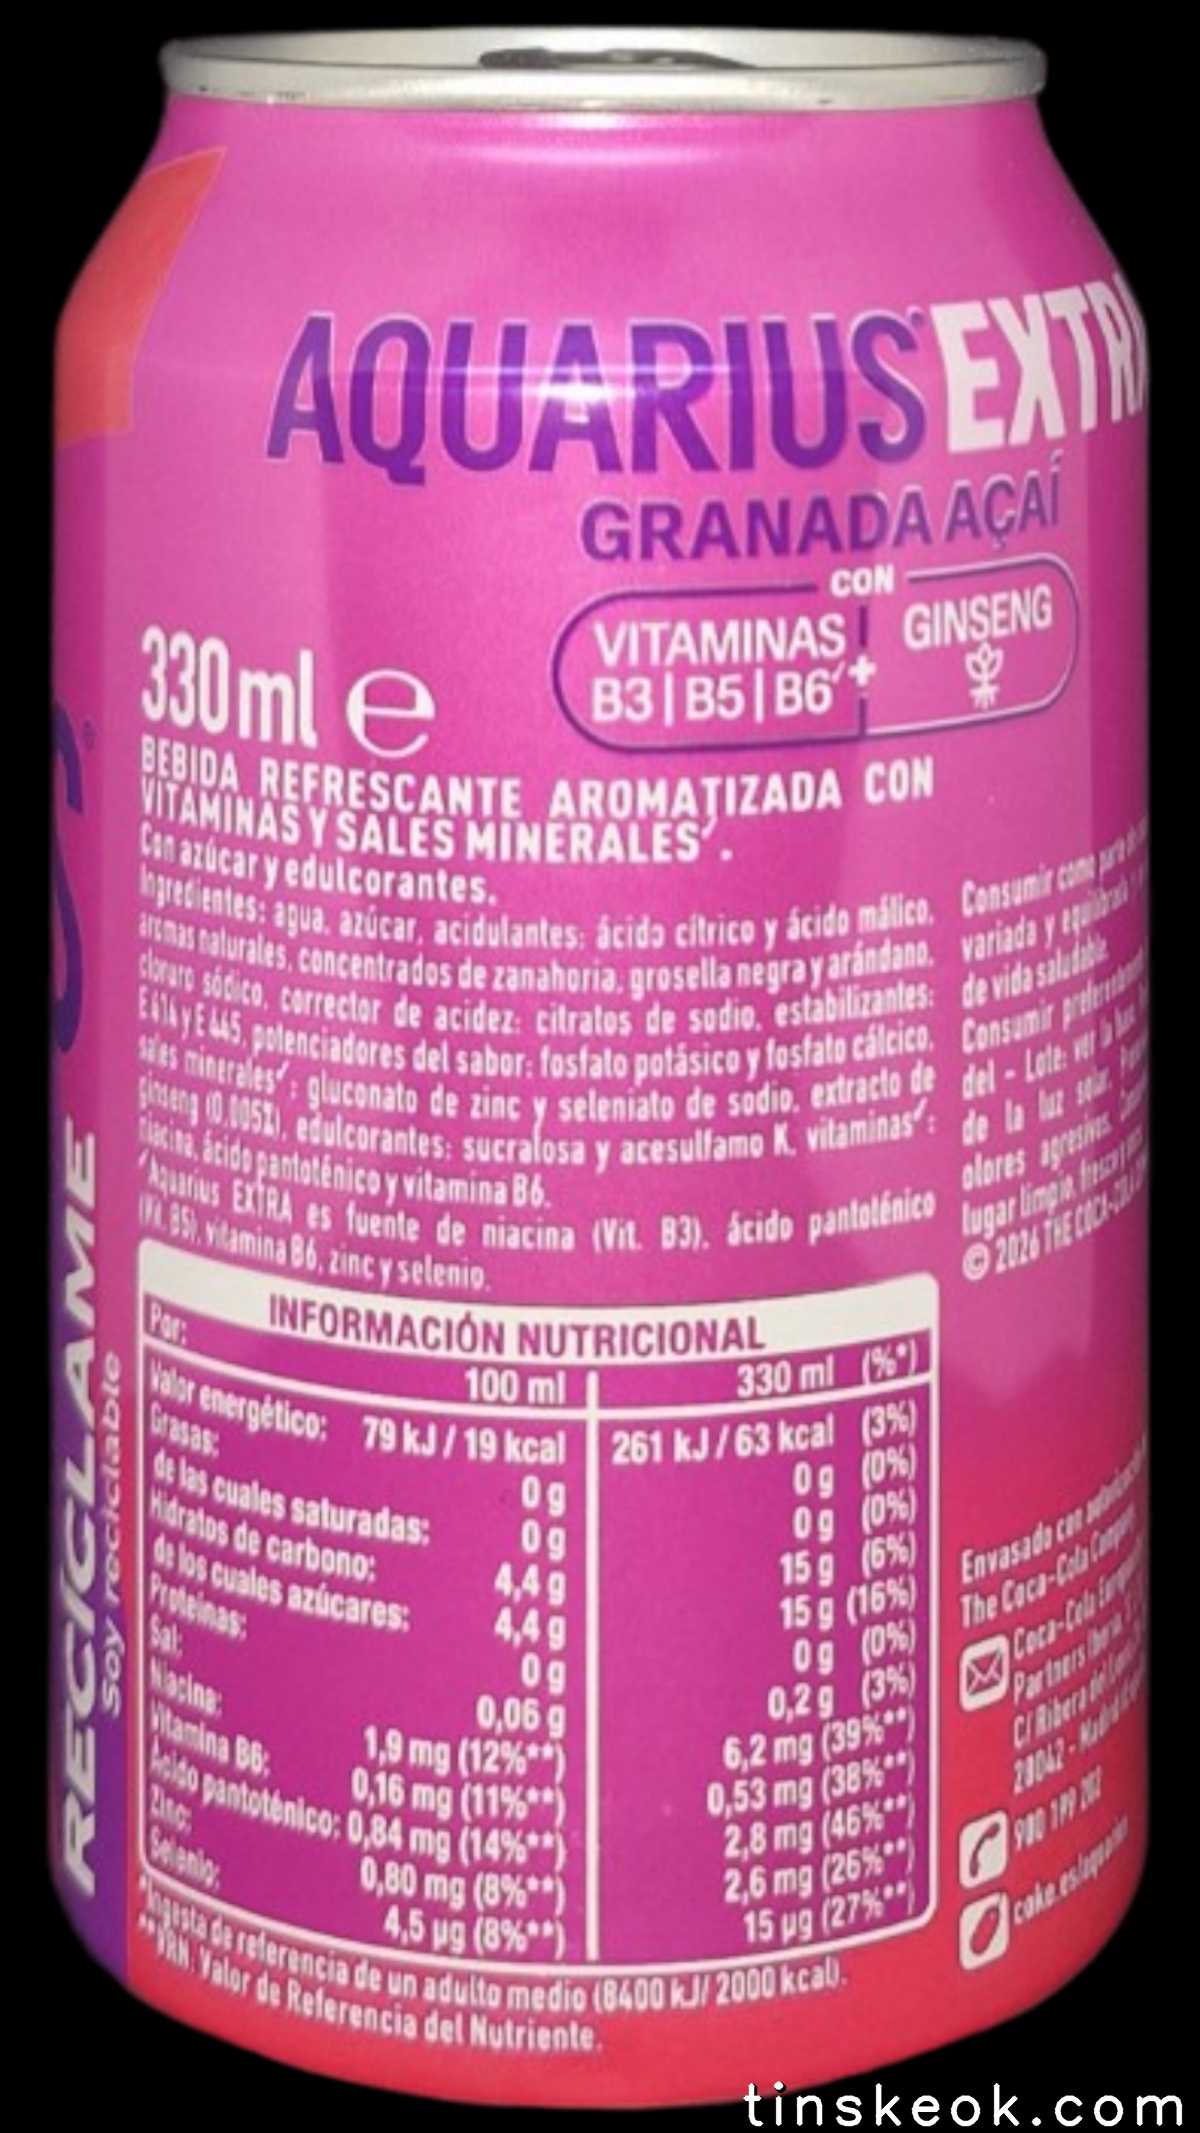 AQUARIUS® EXTRA
GRANADA AÇAÍ
CON
VITAMINAS
B3 | B5 | B6✓ + GINSENG
330 ml ℮
BEBIDA REFRESCANTE AROMATIZADA CON
VITAMINAS Y SALES MINERALES✓.
Con azúcar y edulcorantes.
Ingredientes: agua, azúcar, acidulantes: ácido cítrico y ácido málico,
aromas naturales, concentrados de zanahoria, grosella negra y arándano,
cloruro sódico, corrector de acidez: citratos de sodio, estabilizantes:
E 414 y E 445, potenciadores del sabor: fosfato potásico y fosfato cálcico,
sales minerales✓: gluconato de zinc y seleniato de sodio, extracto de
Ginseng (0,005%), edulcorantes: sucralosa y acesulfamo K, vitaminas✓:
niacina, ácido pantoténico y vitamina B6.
✓Aquarius EXTRA es fuente de niacina (Vit. B3), ácido pantoténico
(Vit. B5), vitamina B6, zinc y selenio.
INFORMACIÓN NUTRICIONAL
Por: 100 ml 330 ml (%*)
Valor energético: 79 kJ / 19 kcal 261 kJ / 63 kcal (3%)
Grasas: 0 g 0 g (0%)
de las cuales saturadas: 0 g 0 g (0%)
Hidratos de carbono: 4,4 g 15 g (6%)
de los cuales azúcares: 4,4 g 15 g (16%)
Proteínas: 0 g 0 g (0%)
Sal: 0,06 g 0,2 g (3%)
Niacina: 1,9 mg (12%**) 6,2 mg (39%**)
Vitamina B6: 0,16 mg (11%**) 0,53 mg (38%**)
Ácido pantoténico: 0,84 mg (14%**) 2,8 mg (46%**)
Zinc: 0,80 mg (8%**) 2,6 mg (26%**)
Selenio: 4,5 µg (8%**) 15 µg (27%**)
*Ingesta de referencia de un adulto medio (8400 kJ/ 2000 kcal).
**VRN: Valor de Referencia del Nutriente.
Consumir como parte de
variada y equilibrada y
de vida saludable.
Consumir preferentemente
del - Lote: ver la base.
de la luz solar,
olores agresivos.
lugar limpio, fresco y
© 2026 THE COCA-COLA
Envasado con autorización
The Coca-Cola Company
Coca-Cola European
Partners Iberia,
C/ Ribera del
28042 - Madrid
900 199 202
coke.es/aquarius
RECÍCLAME
soy reciclable
tinskeok.com